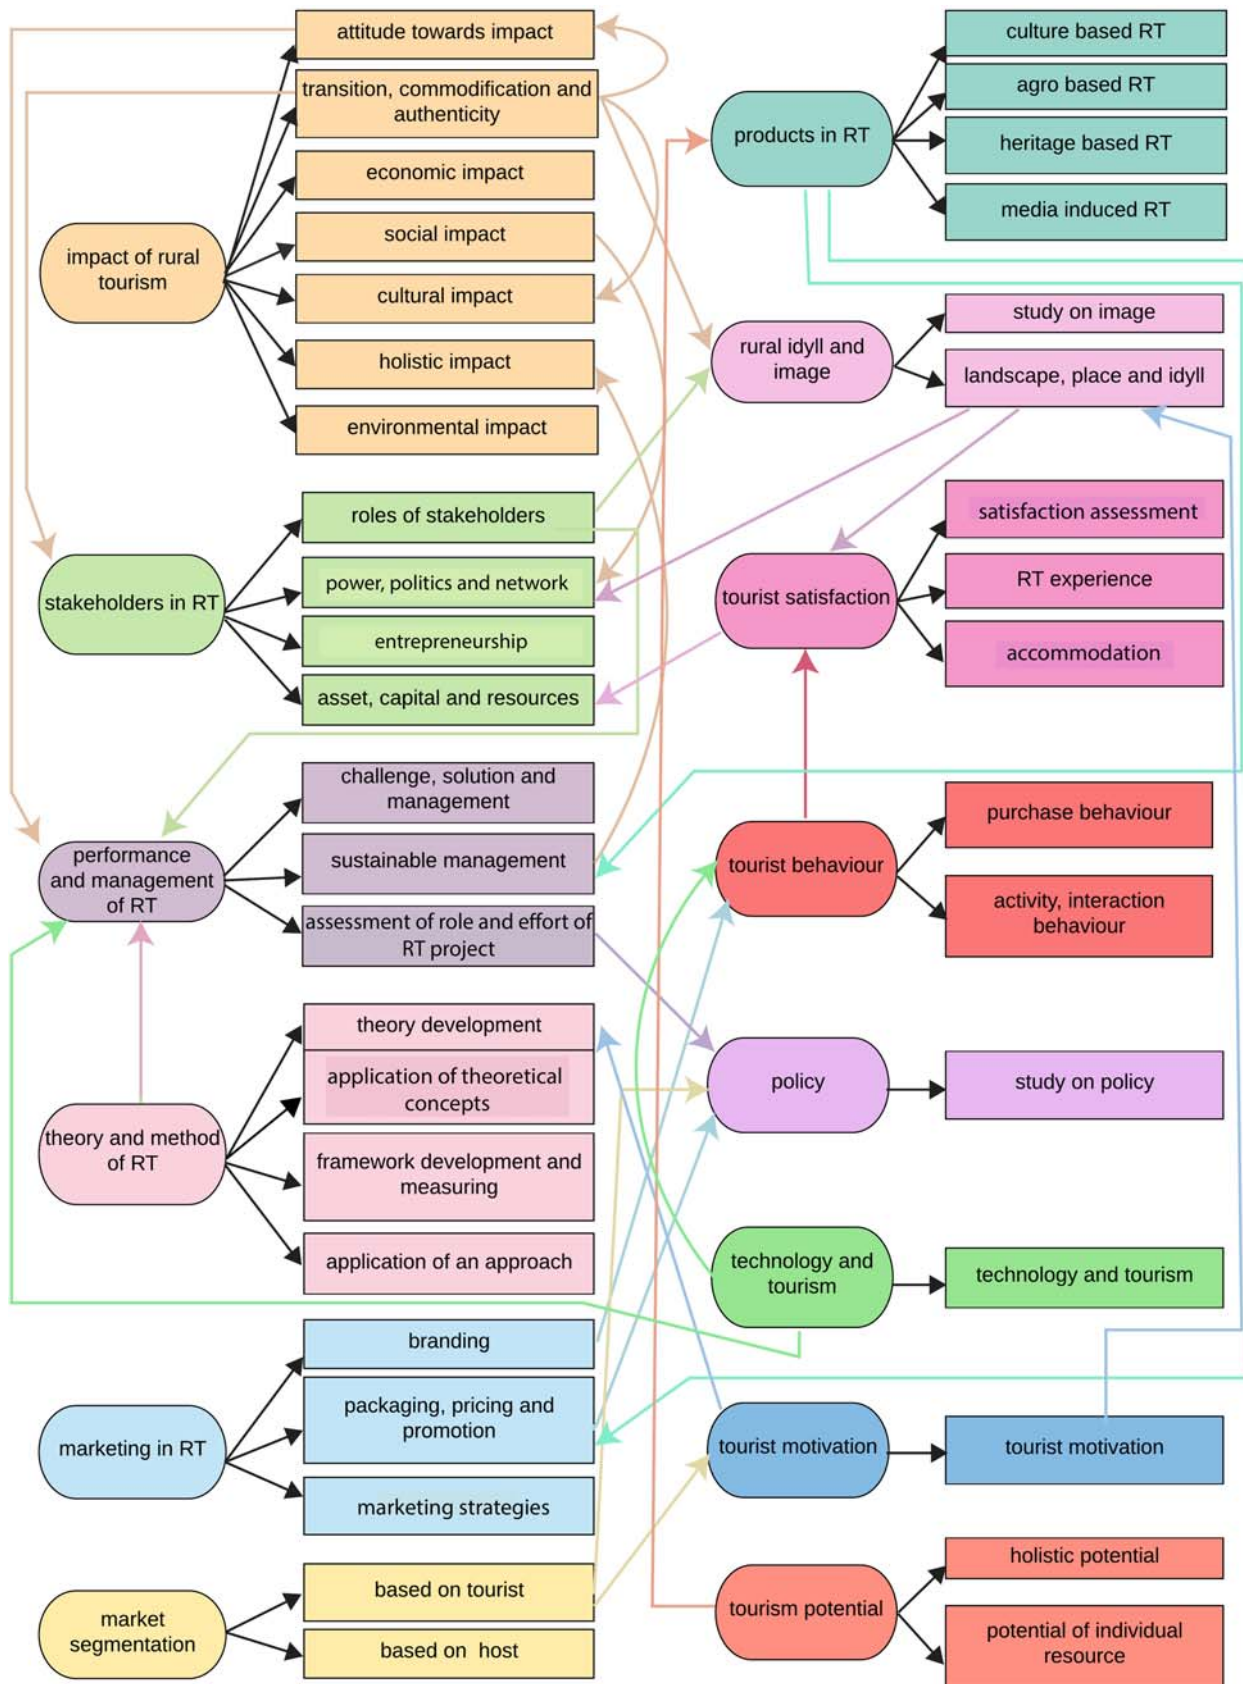 attitude towards impact
transition, commodification and
authenticity
economic impact
social impact
impact of rural
tourism
cultural impact
holistic impact
environmental impact
roles of stakeholders
power, politics and network
stakeholders in RT
entrepreneurship
asset, capital and resources
challenge, solution and
management
performance
and management
of RT
sustainable management
assessment of role and effort of
RT project
theory development
application of theoretical
concepts
theory and method
of RT
framework development and
measuring
application of an approach
branding
packaging, pricing and
promotion
marketing in RT
marketing strategies
based on tourist
market
segmentation
based on host
culture based RT
agro based RT
products in RT
heritage based RT
media induced RT
study on image
rural idyll and
image
landscape, place and idyll
satisfaction assessment
RT experience
tourist satisfaction
accommodation
purchase behaviour
tourist behaviour
activity, interaction
behaviour
policy
study on policy
technology and
tourism
technology and tourism
tourist motivation
tourist motivation
holistic potential
tourism potential
potential of individual
resource